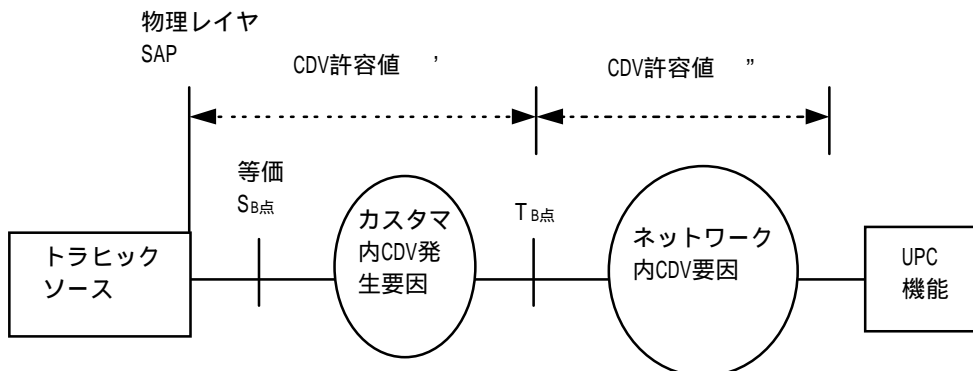 物理レイヤ
SAP
CDV許容値 ’
CDV許容値 ”
等価
SB点
TB点
トラヒック
ソース
カスタマ
内CDV発
生要因
ネットワーク
内CDV要因
UPC
機能